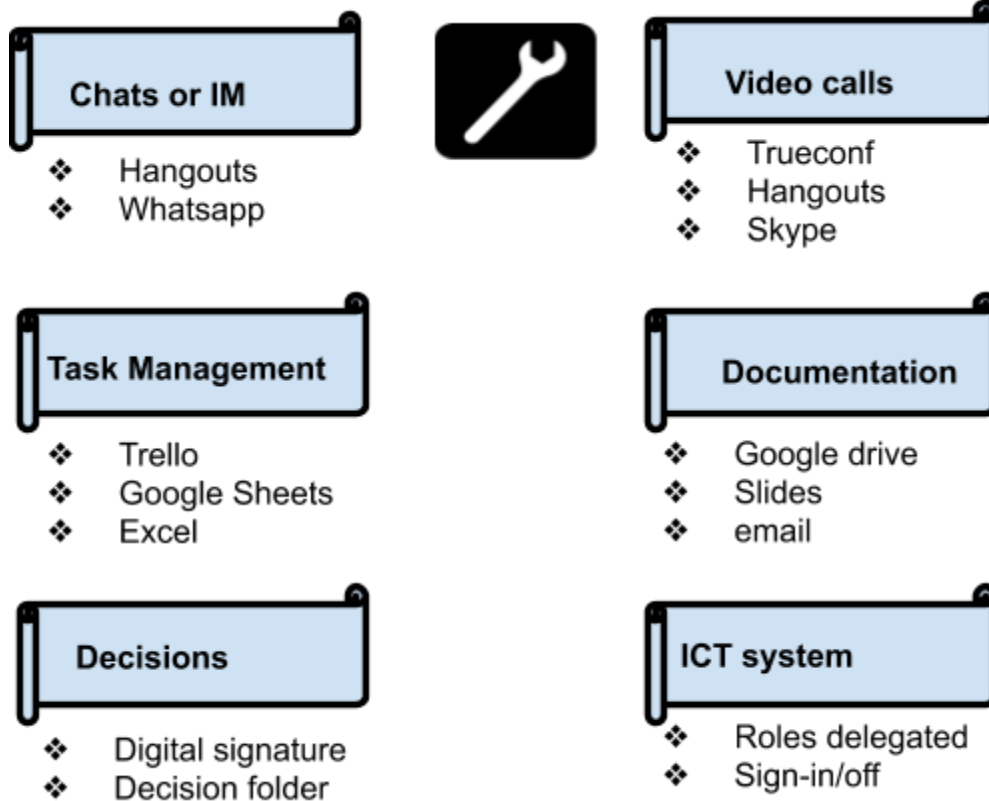 Chats or IM
Hangouts
Whatsapp
Video calls
Trueconf
Hangouts
Skype
Task Management
Trello
Google Sheets
Excel
Documentation
Google drive
Slides
email
Decisions
Digital signature
Decision folder
ICT system
Roles delegated
Sign-in/off